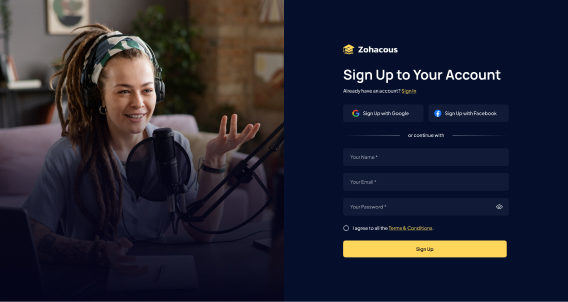 Zohacous
Sign Up to Your Account
Already have an account? Sign In
Sign Up with Google
Sign Up with Facebook
or continue with
Your Name *
Your Email *
Your Password *
I agree to all the Terms & Conditions.
Sign Up